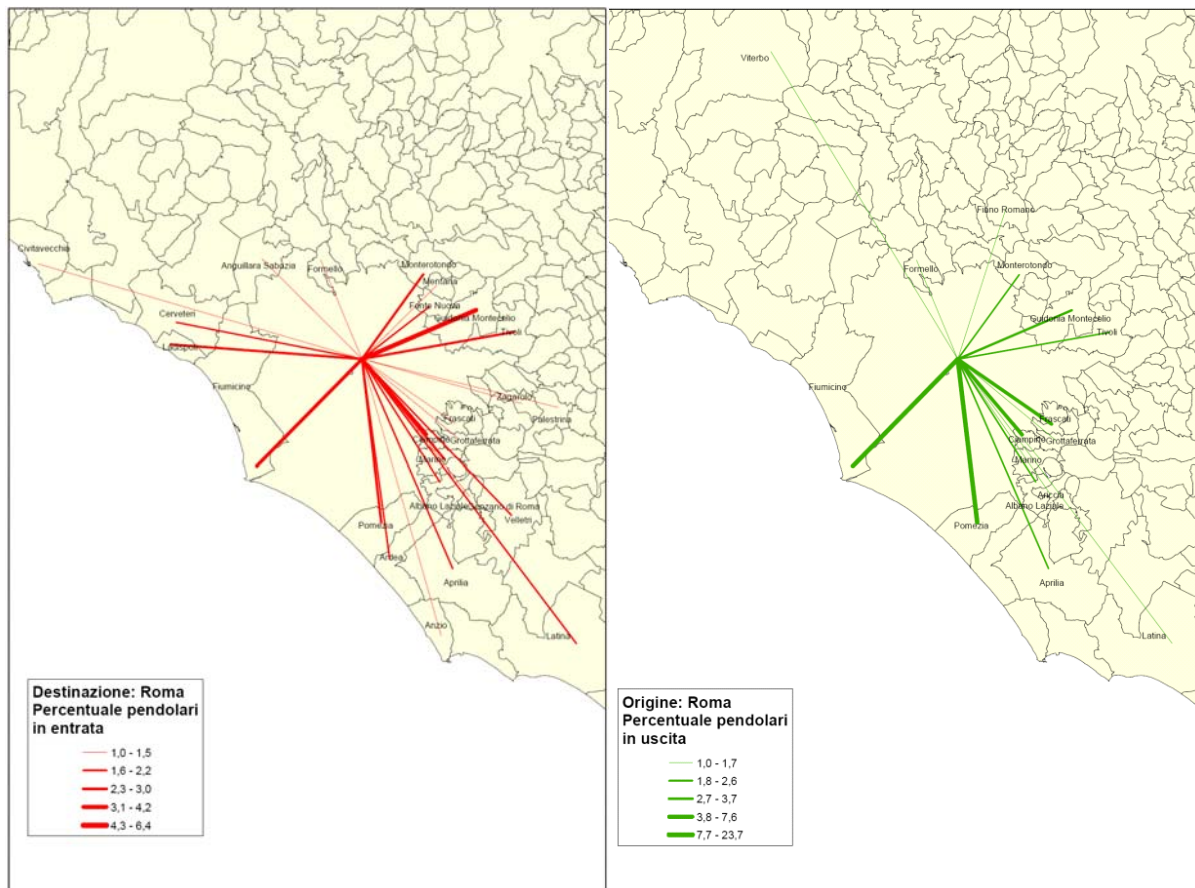 Civitavecchia
Anguillara Sabazia
Formello
Monterotondo
Mentana
Fonte Nuova
Guidonia Montecelio
Tivoli
Cerveteri
Ladispoli
Fiumicino
Zagarolo
Palestrina
Frascati
Ciampino
Grottaferrata
Marino
Albano Laziale
Genzano di Roma
Velletri
Pomezia
Ardea
Aprilia
Anzio
Latina
Destinazione: Roma
Percentuale pendolari
in entrata
1,0 - 1,5
1,6 - 2,2
2,3 - 3,0
3,1 - 4,2
4,3 - 6,4
Viterbo
Fiano Romano
Formello
Monterotondo
Guidonia Montecelio
Tivoli
Fiumicino
Frascati
Ciampino
Grottaferrata
Marino
Ariccia
Albano Laziale
Pomezia
Aprilia
Latina
Origine: Roma
Percentuale pendolari
in uscita
1,0 - 1,7
1,8 - 2,6
2,7 - 3,7
3,8 - 7,6
7,7 - 23,7